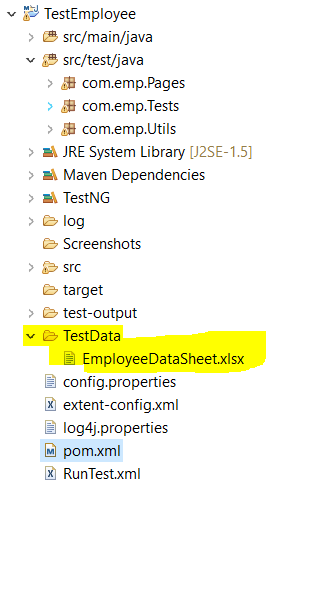 TestEmployee
src/main/java
src/test/java
com.emp.Pages
com.emp.Tests
com.emp.Utils
JRE System Library [J2SE-1.5]
Maven Dependencies
TestNG
log
Screenshots
src
target
test-output
TestData
EmployeeDataSheet.xlsx
config.properties
extent-config.xml
log4j.properties
pom.xml
RunTest.xml